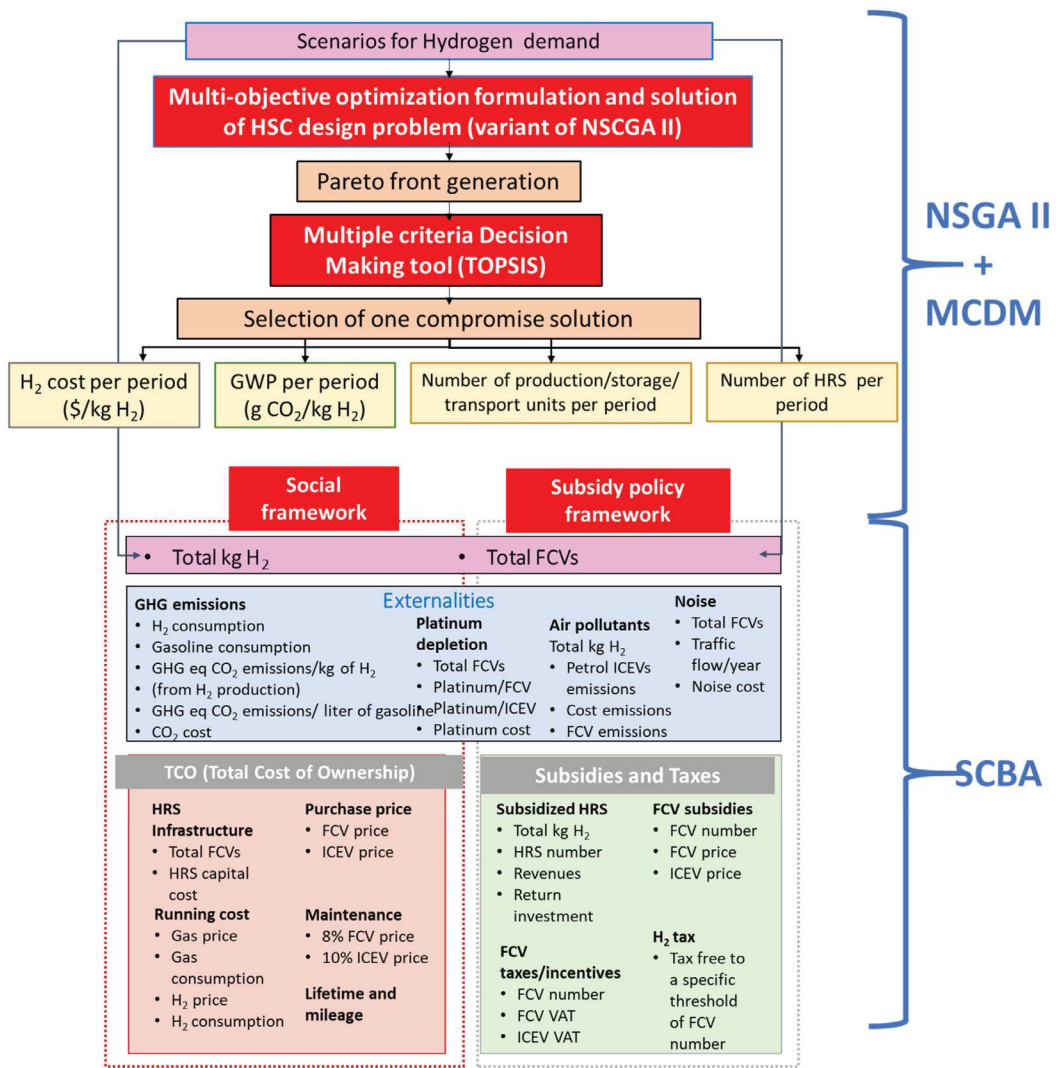 Scenarios for Hydrogen demand
Multi-objective optimization formulation and solution
of HSC design problem (variant of NSCGA II)
Pareto front generation
Multiple criteria Decision
Making tool (TOPSIS)
Selection of one compromise solution
H₂ cost per period
($/kg H₂)
GWP per period
(g CO₂/kg H₂)
Number of production/storage/
transport units per period
Number of HRS per
period
NSGA II
+
MCDM
Social
framework
Subsidy policy
framework
• Total kg H₂
• Total FCVs
Externalities
GHG emissions
• H₂ consumption
• Gasoline consumption
• GHG eq CO₂ emissions/kg of H₂
• (from H₂ production)
• GHG eq CO₂ emissions/ liter of gasoline
• CO₂ cost
Platinum
depletion
• Total FCVs
• Platinum/FCV
• Platinum/ICEV
• Platinum cost
Air pollutants
Total kg H₂
• Petrol ICEVs
emissions
• Cost emissions
• FCV emissions
Noise
• Total FCVs
• Traffic
flow/year
• Noise cost
TCO (Total Cost of Ownership)
HRS
Infrastructure
• Total FCVs
• HRS capital
cost
Running cost
• Gas price
• Gas
consumption
• H₂ price
• H₂ consumption
Purchase price
• FCV price
• ICEV price
Maintenance
• 8% FCV price
• 10% ICEV price
Lifetime and
mileage
Subsidies and Taxes
Subsidized HRS
• Total kg H₂
• HRS number
• Revenues
• Return
investment
FCV
taxes/incentives
• FCV number
• FCV VAT
• ICEV VAT
FCV subsidies
• FCV number
• FCV price
• ICEV price
H₂ tax
• Tax free to
a specific
threshold
of FCV
number
SCBA